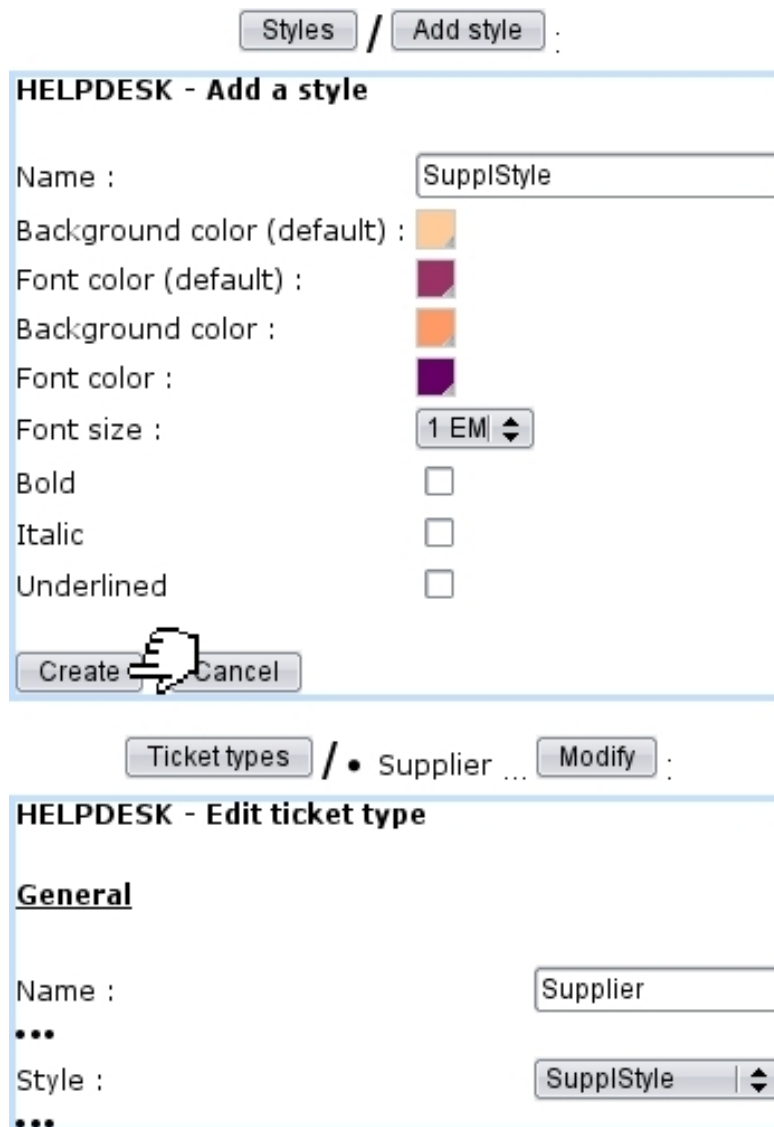 Styles / Add style :
HELPDESK - Add a style
Name : SupplStyle
Background color (default) :
Font color (default) :
Background color :
Font color :
Font size : 1 EM
Bold
Italic
Underlined
Create Cancel
Ticket types / • Supplier ... Modify :
HELPDESK - Edit ticket type
General
Name : Supplier
•••
Style : SupplStyle
•••